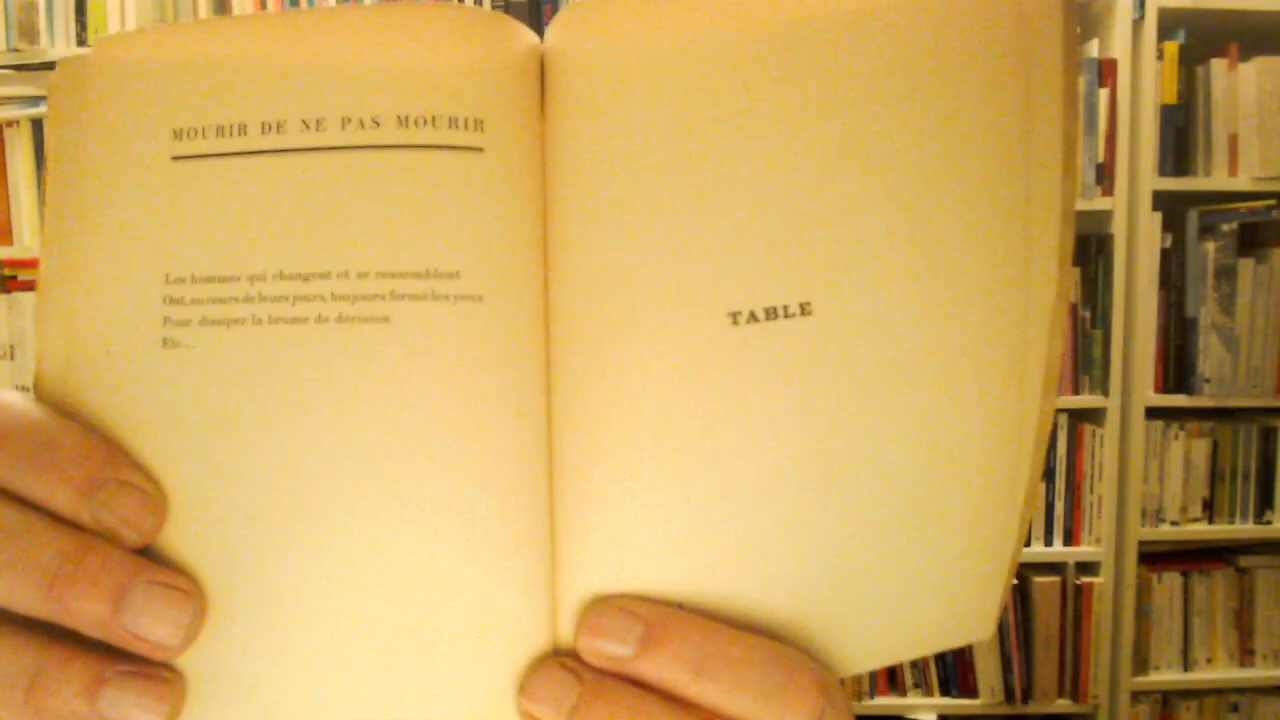 MOURIR DE NE PAS MOURIR
Les hommes qui changent et se ressemblent
Ont, au cours de leurs jours, toujours fermé les yeux
Pour dissiper la brume de dérision
Etc...
TABLE